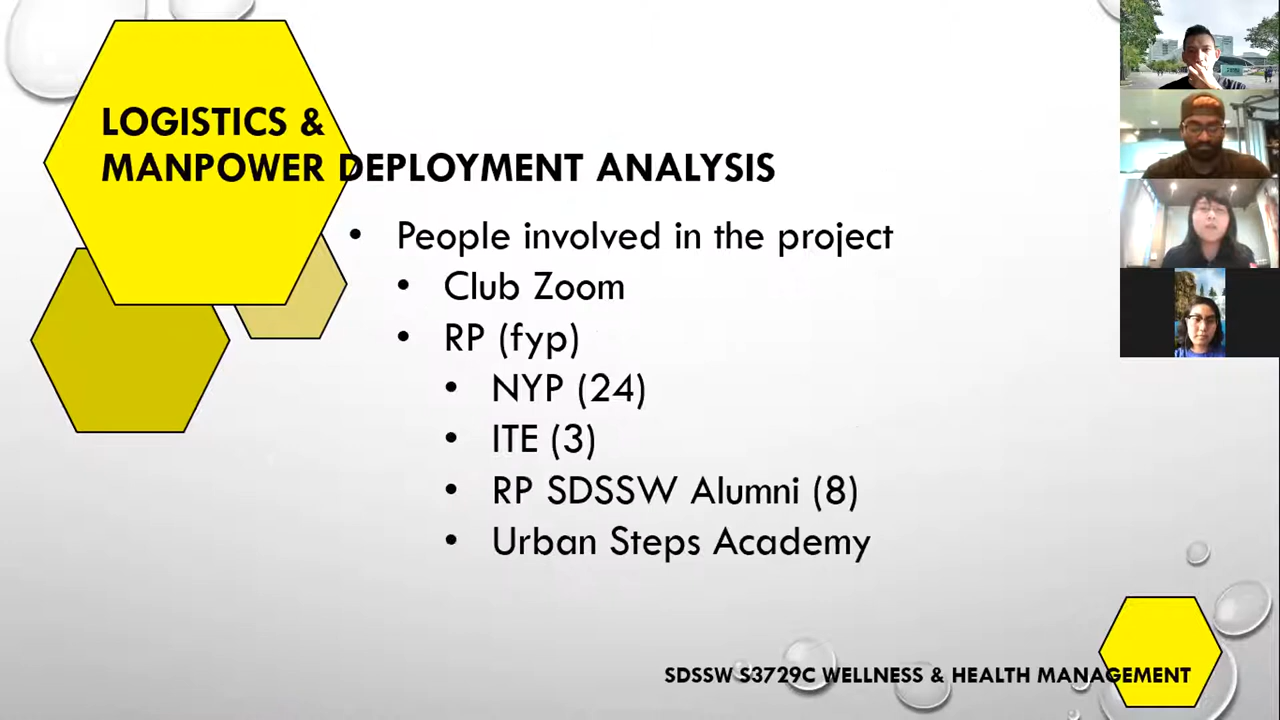 LOGISTICS &
MANPOWER DEPLOYMENT ANALYSIS
• People involved in the project
• Club Zoom
• RP (fyp)
• NYP (24)
• ITE (3)
• RP SDSSW Alumni (8)
• Urban Steps Academy
SDSSW S3729C WELLNESS & HEALTH MANAGEMENT